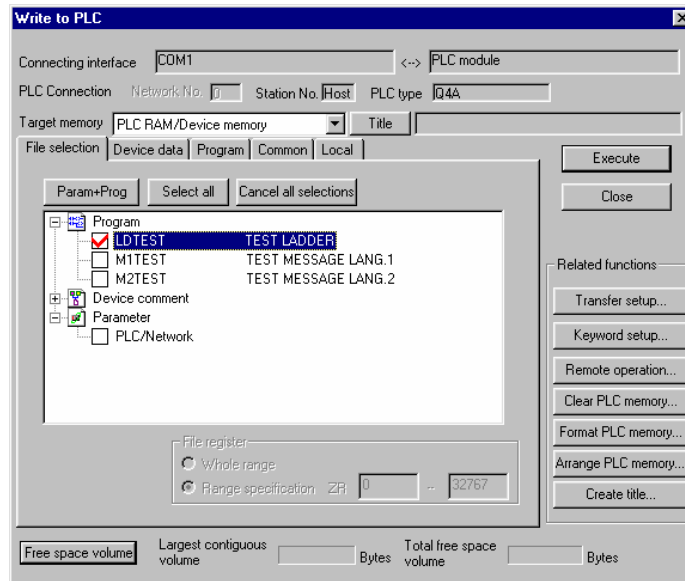 Write to PLC
Connecting interface COM1 <--> PLC module
PLC Connection Network No. 0 Station No. Host PLC type Q4A
Target memory PLC RAM/Device memory Title
File selection Device data Program Common Local
Execute
Param+Prog Select all Cancel all selections
Close
Program
LDTEST TEST LADDER
M1TEST TEST MESSAGE LANG.1
M2TEST TEST MESSAGE LANG.2
Device comment
Parameter
PLC/Network
Related functions
Transfer setup...
Keyword setup...
Remote operation...
Clear PLC memory...
Format PLC memory...
Arrange PLC memory...
Create title...
File register
Whole range
Range specification ZR 0 -- 32767
Free space volume Largest contiguous volume Bytes Total free space volume Bytes